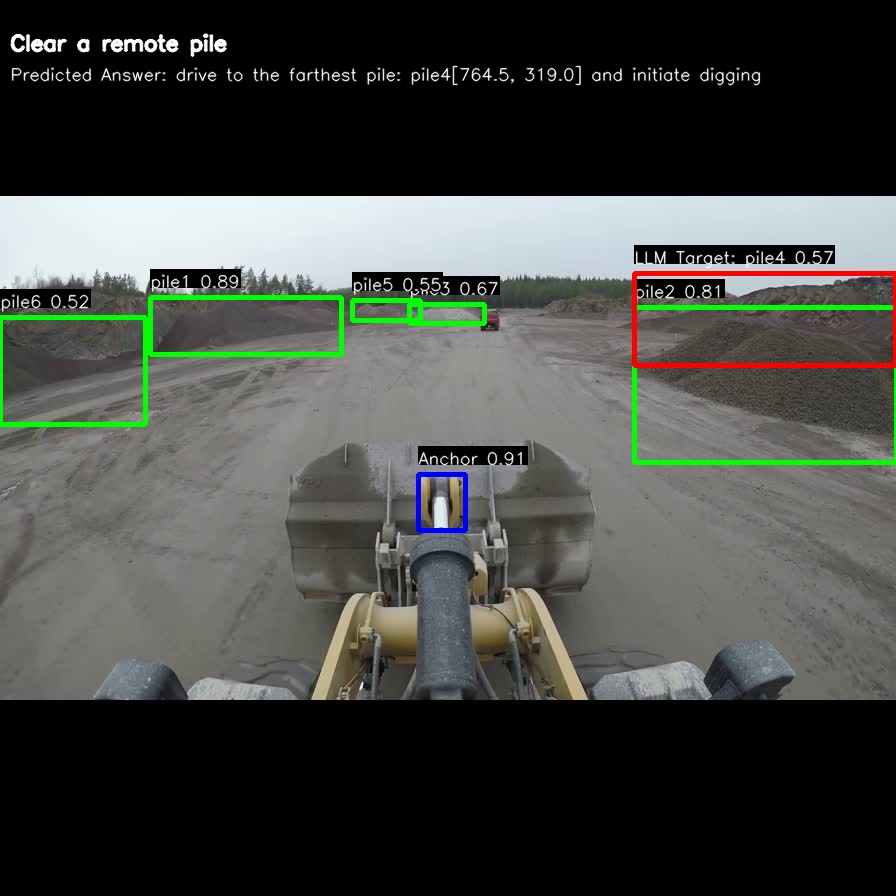 Clear a remote pile
Predicted Answer: drive to the farthest pile: pile4[764.5, 319.0] and initiate digging
LLM Target: pile4 0.57
pile1 0.89
pile5 0.55
pile3 0.67
pile2 0.81
pile6 0.52
Anchor 0.91